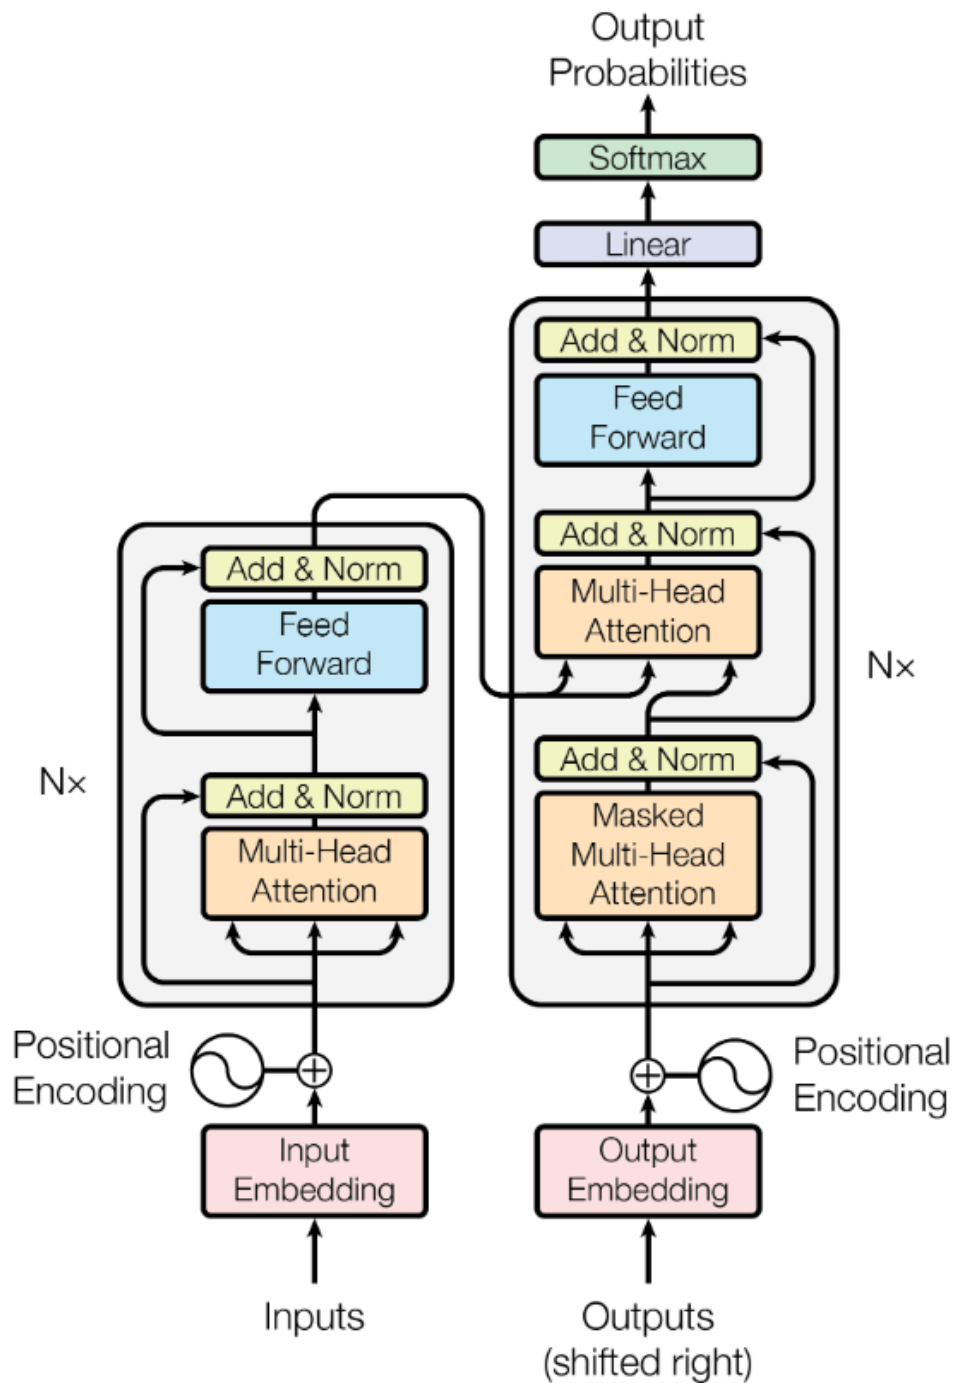 Output
Probabilities
Softmax
Linear
Add & Norm
Feed
Forward
Add & Norm
Multi-Head
Attention
Add & Norm
Masked
Multi-Head
Attention
Nx
Add & Norm
Feed
Forward
Add & Norm
Multi-Head
Attention
Nx
Positional
Encoding
Positional
Encoding
Input
Embedding
Output
Embedding
Inputs
Outputs
(shifted right)